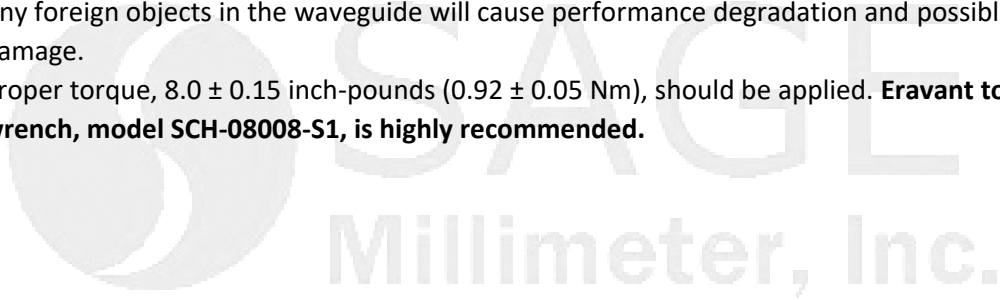 ny foreign objects in the waveguide will cause performance degradation and possibl
amage.
roper torque, 8.0 ± 0.15 inch-pounds (0.92 ± 0.05 Nm), should be applied. Eravant to
rench, model SCH-08008-S1, is highly recommended.
SAGE
Millimeter, Inc.